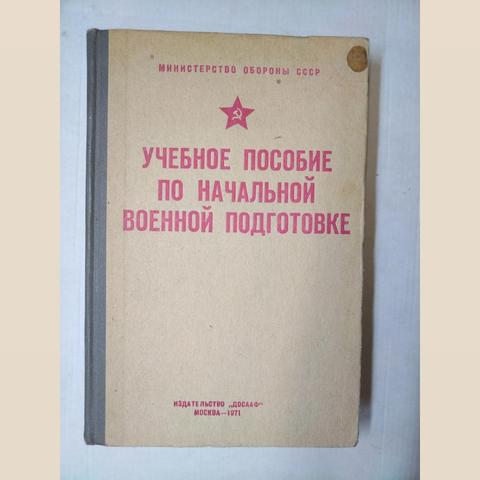 МИНИСТЕРСТВО ОБОРОНЫ СССР
УЧЕБНОЕ ПОСОБИЕ
ПО НАЧАЛЬНОЙ
ВОЕННОЙ ПОДГОТОВКЕ
ИЗДАТЕЛЬСТВО „ДОСААФ“
МОСКВА—1971